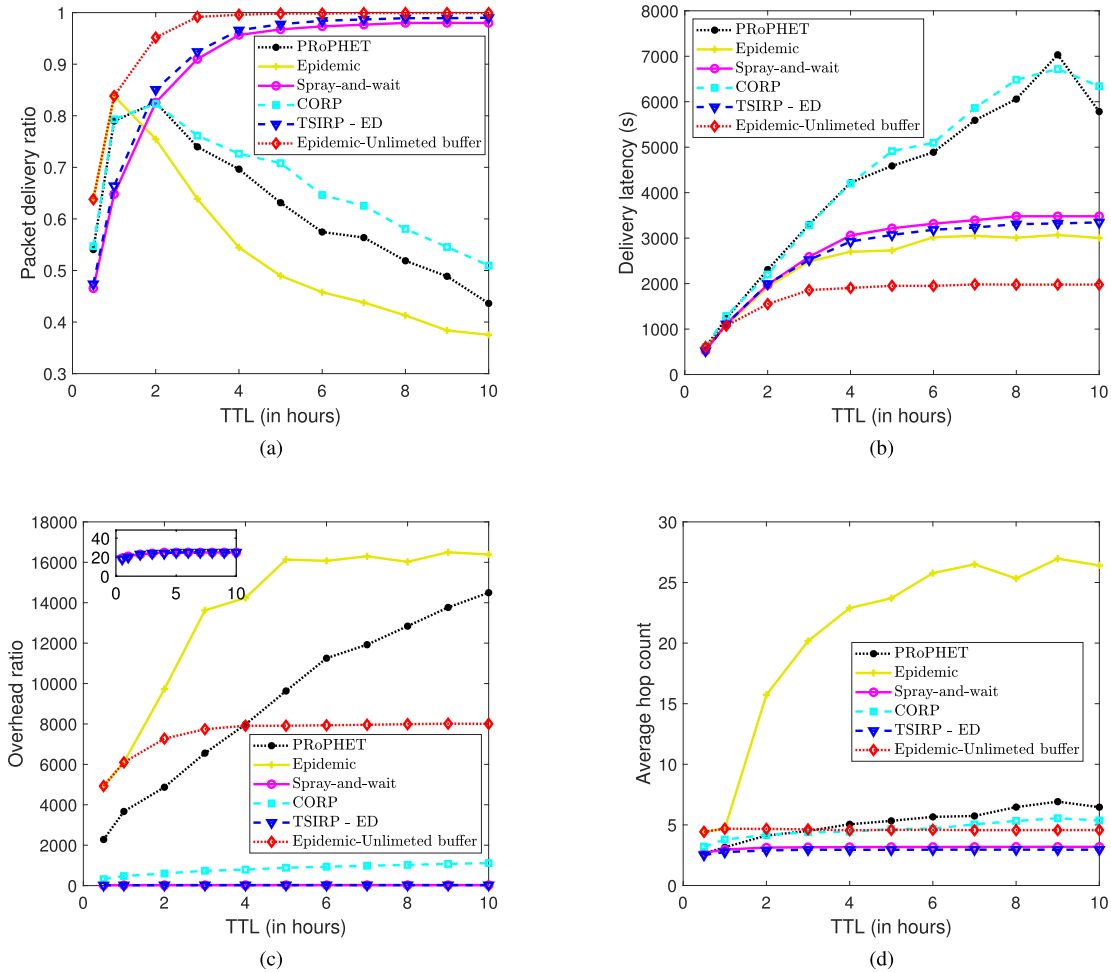 1
0.9
0.8
0.7
0.6
0.5
0.4
0.3
Packet delivery ratio
PRoPHET
Epidemic
Spray-and-wait
CORP
TSIRP - ED
Epidemic-Unlimeted buffer
0 2 4 6 8 10
TTL (in hours)
(a)
8000
7000
6000
5000
4000
3000
2000
1000
0
Delivery latency (s)
PRoPHET
Epidemic
Spray-and-wait
CORP
TSIRP - ED
Epidemic-Unlimeted buffer
0 2 4 6 8 10
TTL (in hours)
(b)
18000
16000
14000
12000
10000
8000
6000
4000
2000
0
Overhead ratio
40
20
0
0 5 10
PRoPHET
Epidemic
Spray-and-wait
CORP
TSIRP - ED
Epidemic-Unlimeted buffer
0 2 4 6 8 10
TTL (in hours)
(c)
30
25
20
15
10
5
0
Average hop count
PRoPHET
Epidemic
Spray-and-wait
CORP
TSIRP - ED
Epidemic-Unlimeted buffer
0 2 4 6 8 10
TTL (in hours)
(d)